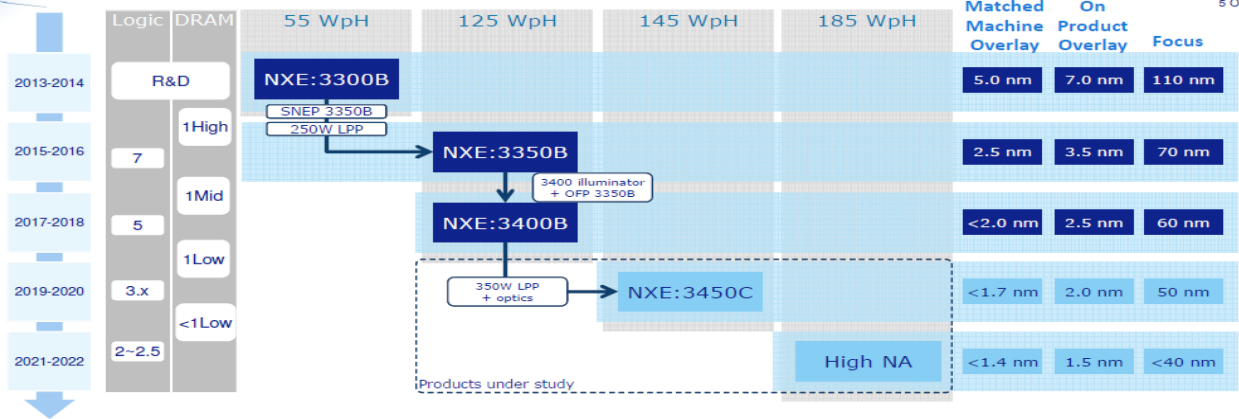 Logic DRAM 55 WpH 125 WpH 145 WpH 185 WpH
Matched
Machine
Overlay
On
Product
Overlay
Focus
2013-2014
R&D
NXE:3300B
5.0 nm 7.0 nm 110 nm
SNEP 3350B
250W LPP
1High
2015-2016
7
NXE:3350B
2.5 nm 3.5 nm 70 nm
3400 illuminator
+ OFP 3350B
1Mid
2017-2018
5
NXE:3400B
<2.0 nm 2.5 nm 60 nm
1Low
2019-2020
3.x
350W LPP
+ optics
NXE:3450C
<1.7 nm 2.0 nm 50 nm
<1Low
2021-2022
2~2.5
High NA
<1.4 nm 1.5 nm <40 nm
Products under study